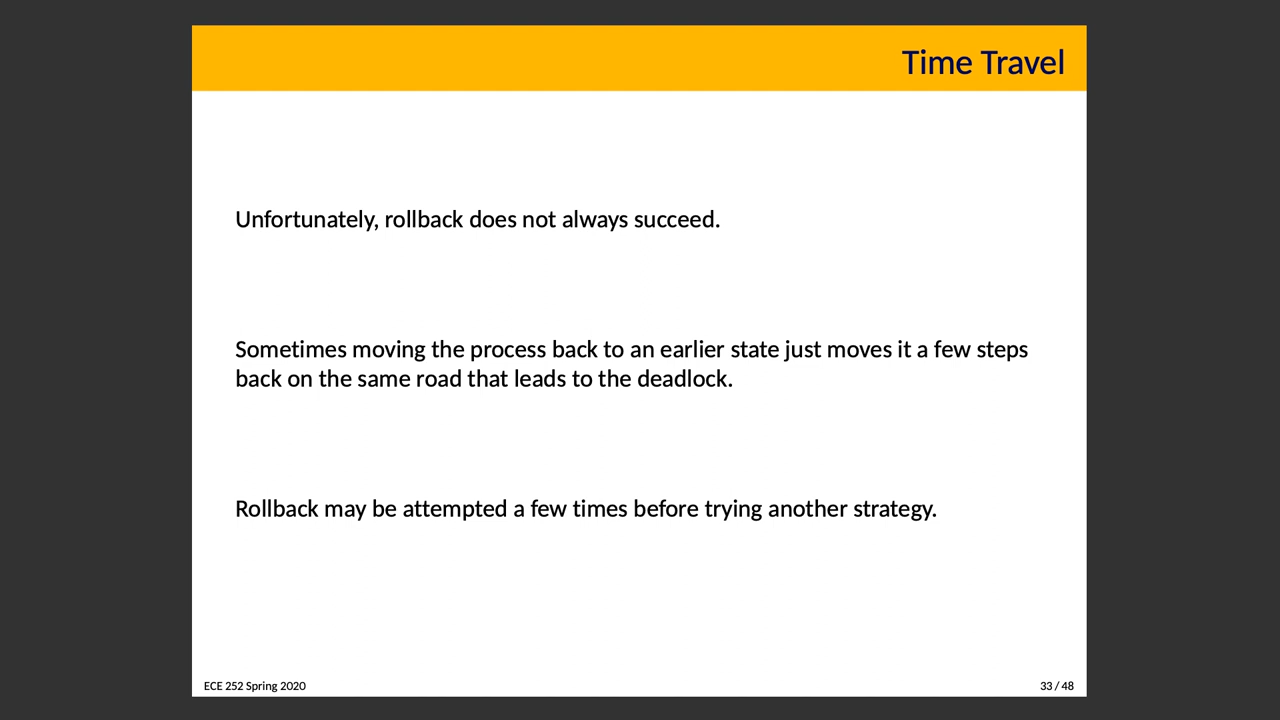 Time Travel
Unfortunately, rollback does not always succeed.
Sometimes moving the process back to an earlier state just moves it a few steps
back on the same road that leads to the deadlock.
Rollback may be attempted a few times before trying another strategy.
ECE 252 Spring 2020
33 / 48